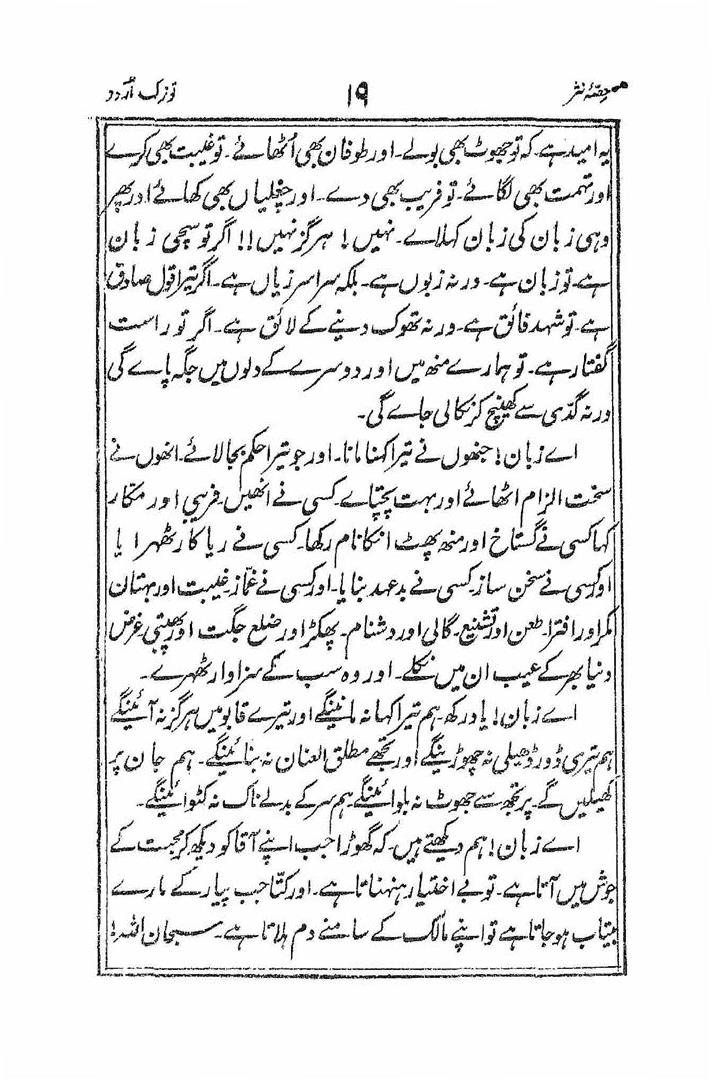 حصّۂ نثر ۱۹ توزک اُردو
یہ امید ہے۔ کہ تو جھوٹ بھی بولے۔ اور طوفان بھی اُٹھائے۔ تو غیبت بھی کرے
اور تہمت بھی لگائے۔ تو فریب بھی دے۔ اور چغلیاں بھی کھائے اور پھر
وہی زبان کی زبان کہلاے۔ نہیں! ہرگز نہیں!! اگر تو سچی زبان
ہے۔ تو زبان ہے۔ ورنہ زبوں ہے۔ بلکہ سراسر زیاں ہے۔ اگر تیرا قول صادق
ہے۔ تو شہد فائق ہے۔ ورنہ تھوک دینے کے لائق ہے۔ اگر تو راست
گفتار ہے۔ تو ہمارے منھ میں اور دوسرے کے دلوں میں جگہ پاے گی
ورنہ گدّی سے کھینچ کر نکالی جاے گی۔
اے زبان! جنھوں نے تیرا کہنا مانا۔ اور جو تیرا حکم بجا لائے۔ انھوں نے
سخت الزام اٹھائے اور بہت پچتاے۔ کسی نے انھیں فریبی اور مکار
کہا کسی نے گستاخ اور منھ پھٹ انکا نام رکھا۔ کسی نے ریاکار ٹھہرایا
اور کسی نے سخن ساز۔ کسی نے بدعہد بنایا۔ اور کسی نے غمّاز۔ غیبت اور بہتان
مکر اور افترا۔ طعن اور تشنیع۔ گالی اور دشنام۔ پھکڑ اور ضلع جگت اور پھبتی غرض
دنیا بھر کے عیب ان میں نکلے۔ اور وہ سب کے سزاوار ٹھہرے۔
اے زبان! یاد رکھ۔ ہم تیرا کہا نہ مانینگے اور تیرے قابو میں ہرگز نہ آئینگے
ہم تیری ڈور ڈھیلی نہ چھوڑینگے اور تجھے مطلق العنان نہ بنائینگے۔ ہم جان پر
کھیلیں گے۔ پر تجھ سے جھوٹ نہ بلوائینگے۔ ہم سر کے بدلے ناک نہ کٹوائینگے۔
اے زبان! ہم دیکھتے ہیں۔ کہ گھوڑا جب اپنے آقا کو دیکھ کر محبت کے
جوش میں آتا ہے۔ تو بے اختیار ہنہناتا ہے۔ اور کتّا جب پیار کے مارے
بیتاب ہو جاتا ہے تو اپنے مالک کے سامنے دم ہلاتا ہے۔ سبحان اللہ!